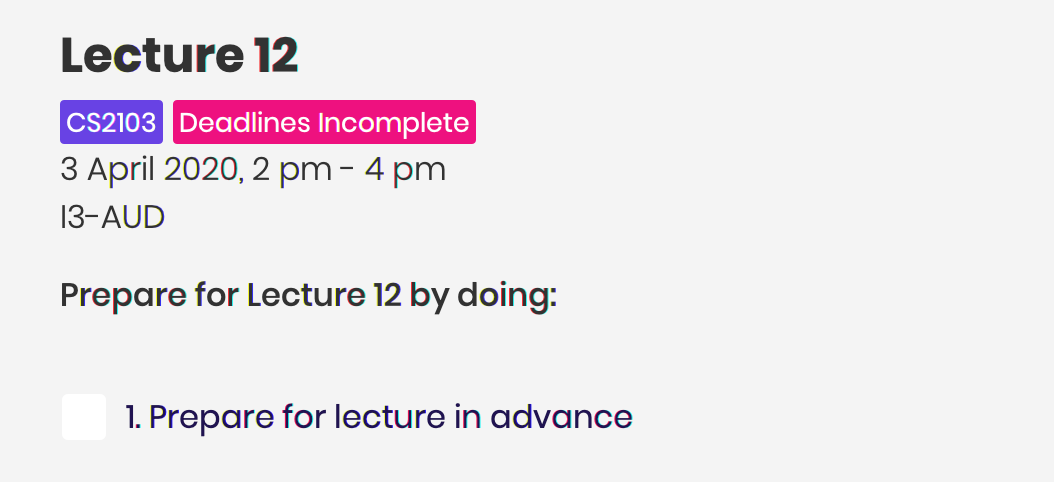 Lecture 12
CS2103 Deadlines Incomplete
3 April 2020, 2 pm - 4 pm
I3-AUD
Prepare for Lecture 12 by doing:
1. Prepare for lecture in advance